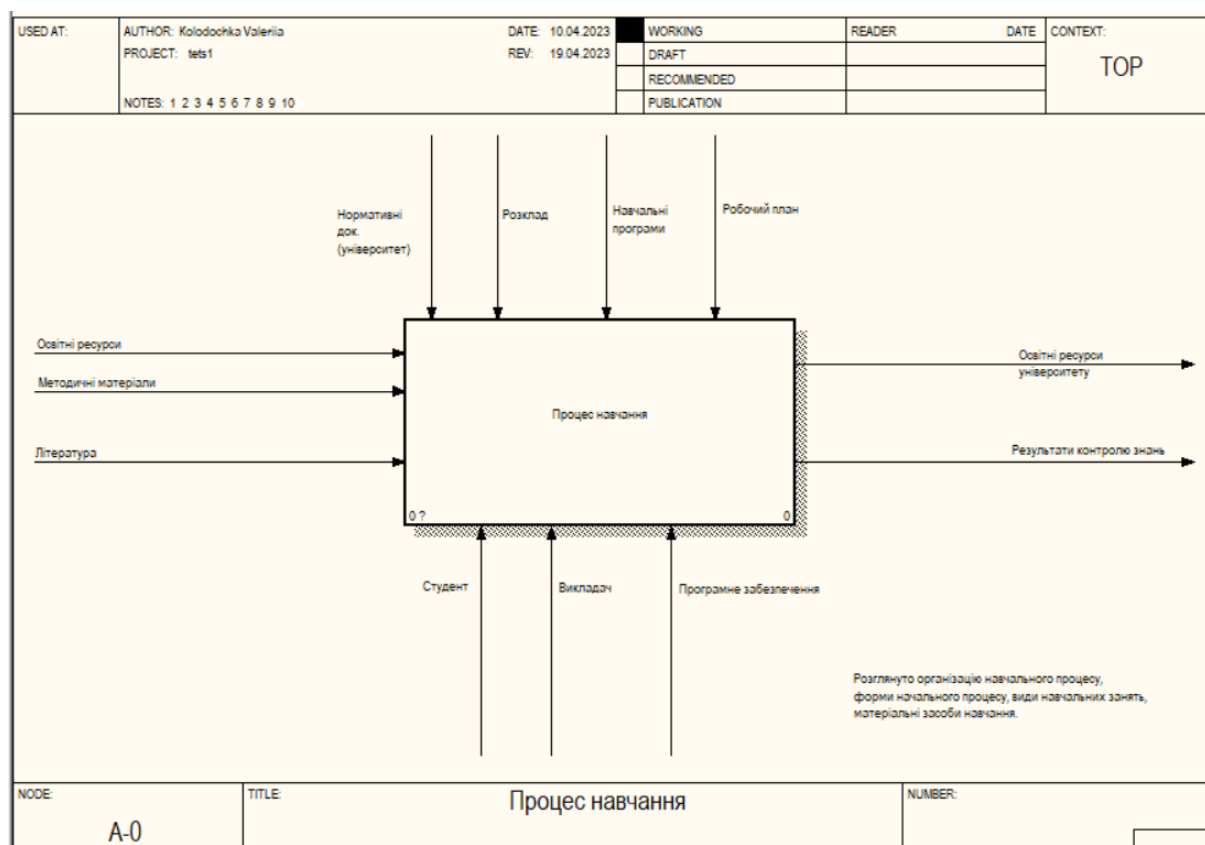 USED AT:
AUTHOR: Kolodochka Valeriia
DATE: 10.04.2023
WORKING
READER
DATE
CONTEXT:
PROJECT: tets1
REV: 19.04.2023
DRAFT
TOP
RECOMMENDED
NOTES: 1 2 3 4 5 6 7 8 9 10
PUBLICATION
Нормативні
док.
(університет)
Розклад
Навчальні
програми
Робочий план
Освітні ресурси
Методичні матеріали
Література
Процес навчання
0 ?
0
Освітні ресурси
університету
Результати контролю знань
Студент
Викладач
Програмне забезпечення
Розглянуто організацію навчального процесу,
форми начального процесу, види навчальних занять,
матеріальні засоби навчання.
NODE:
A-0
TITLE:
Процес навчання
NUMBER: